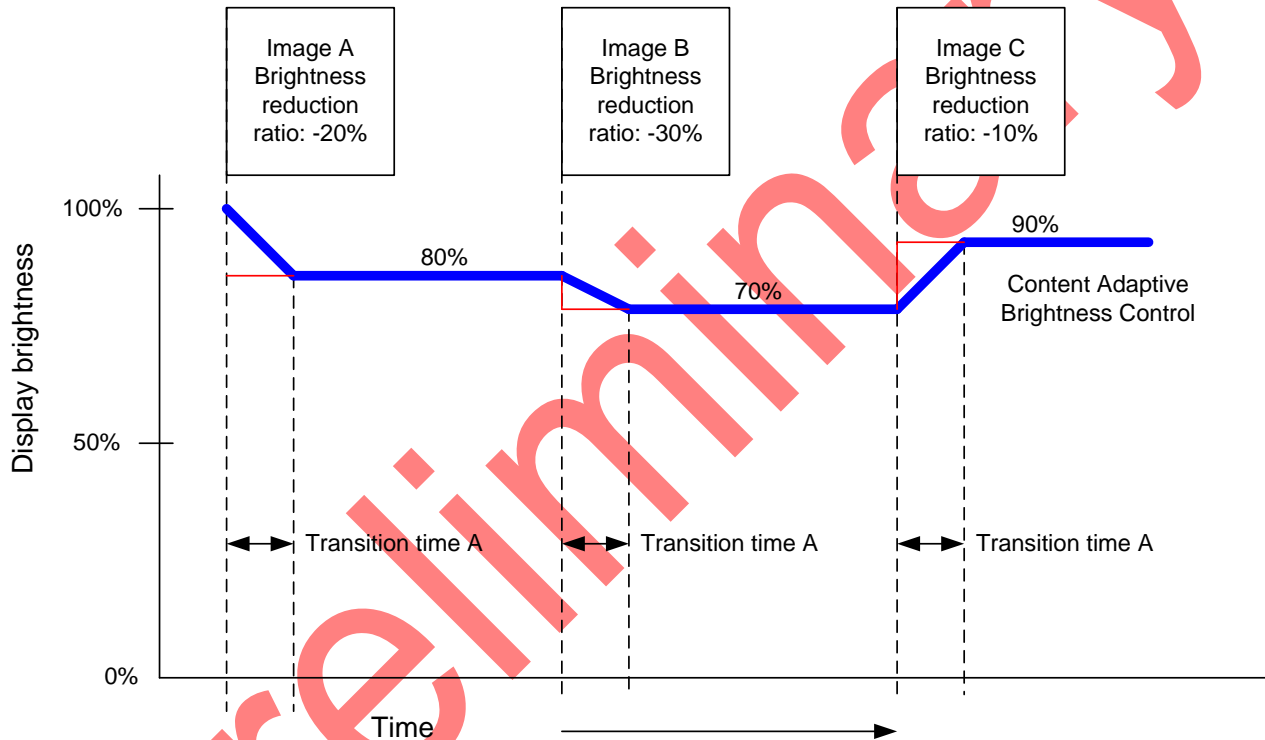 Image A
Brightness
reduction
ratio: -20%
Image B
Brightness
reduction
ratio: -30%
Image C
Brightness
reduction
ratio: -10%
100%
80%
70%
90%
Content Adaptive
Brightness Control
Display brightness
50%
Transition time A
Transition time A
Transition time A
0%
Time
reliminary